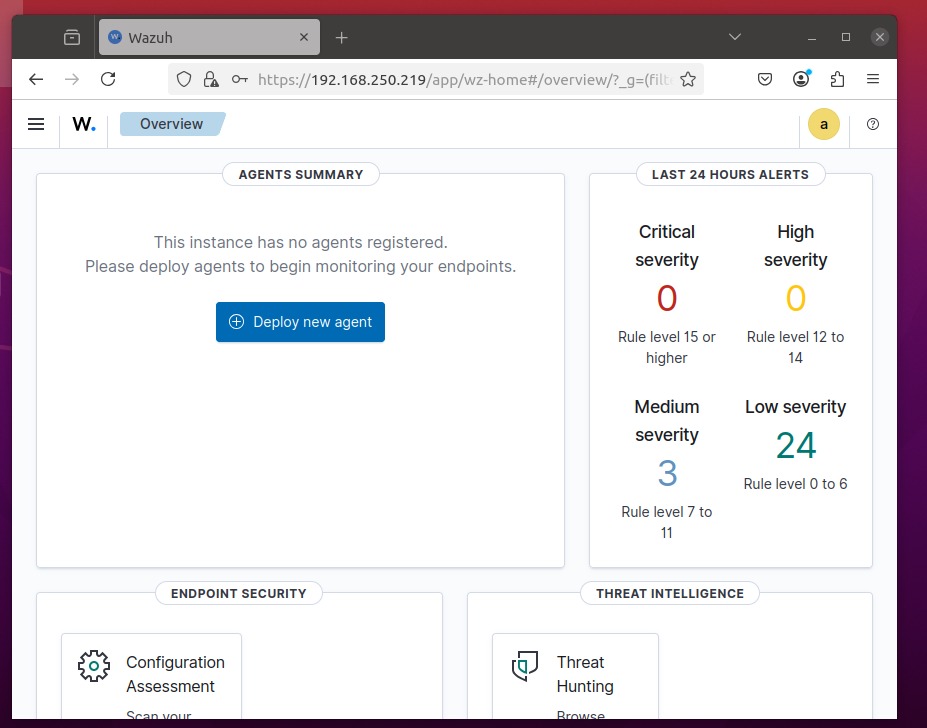 Wazuh
https://192.168.250.219/app/wz-home#/overview/?_g=(filt
W.
Overview
a
AGENTS SUMMARY
This instance has no agents registered.
Please deploy agents to begin monitoring your endpoints.
Deploy new agent
LAST 24 HOURS ALERTS
Critical
severity
0
Rule level 15 or
higher
High
severity
0
Rule level 12 to
14
Medium
severity
3
Rule level 7 to
11
Low severity
24
Rule level 0 to 6
ENDPOINT SECURITY
Configuration
Assessment
Scan your
THREAT INTELLIGENCE
Threat
Hunting
Browse